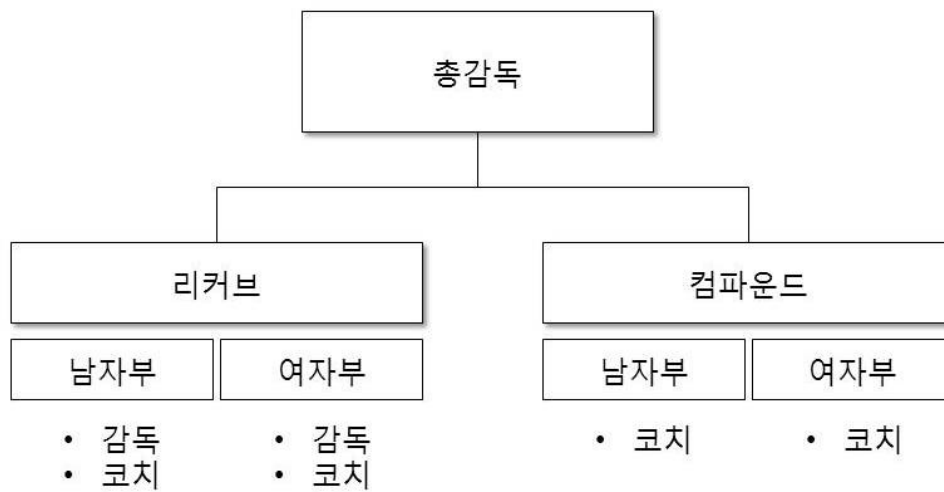 총감독
리커브
컴파운드
남자부
여자부
남자부
여자부
• 감독
• 코치
• 감독
• 코치
• 코치
• 코치